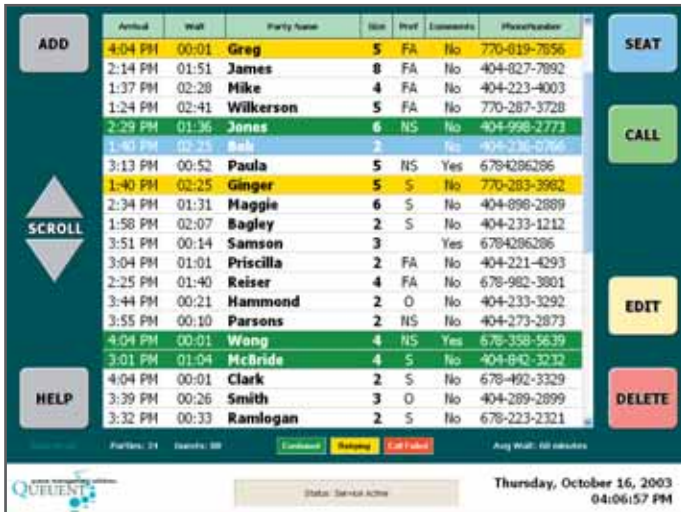 Arrival Wait Party Name Size Pref Comments PhoneNumber
ADD
SEAT
4:04 PM 00:01 Greg 5 FA No 770-819-7856
2:14 PM 01:51 James 8 FA No 404-827-7892
1:37 PM 02:28 Mike 4 FA No 404-223-4003
1:24 PM 02:41 Wilkerson 5 FA No 770-287-3728
2:29 PM 01:36 Jones 6 NS No 404-998-2773
CALL
1:40 PM 02:25 Bob 2 No 404-236-0766
3:13 PM 00:52 Paula 5 NS Yes 6784286286
1:40 PM 02:25 Ginger 5 S No 770-283-3982
2:34 PM 01:31 Maggie 6 S No 404-898-2889
1:58 PM 02:07 Bagley 2 S No 404-233-1212
SCROLL
3:51 PM 00:14 Samson 3 Yes 6784286286
3:04 PM 01:01 Priscilla 2 FA No 404-221-4293
2:25 PM 01:40 Reiser 4 FA No 678-982-3801
3:44 PM 00:21 Hammond 2 O No 404-233-3292
EDIT
3:55 PM 00:10 Parsons 2 NS No 404-273-2873
4:04 PM 00:01 Wong 4 NS Yes 678-358-5639
3:01 PM 01:04 McBride 4 S No 404-842-3232
4:04 PM 00:01 Clark 2 S No 678-492-3329
HELP
DELETE
3:39 PM 00:26 Smith 3 O No 404-289-2899
3:32 PM 00:33 Ramlogan 2 S No 678-223-2321
Parties: 24 Guests: 88 Confirmed Retrying Call Failed Avg Wait: 60 minutes
QUEUENT
Status: Service Active
Thursday, October 16, 2003
04:06:57 PM